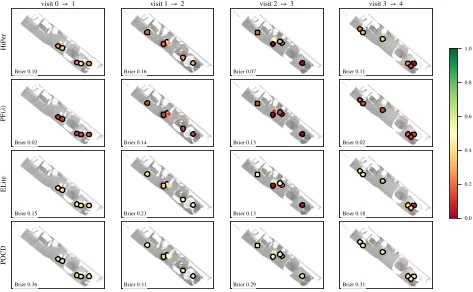 visit 0 → 1
visit 1 → 2
visit 2 → 3
visit 3 → 4
HiPer
Brier 0.10
Brier 0.16
Brier 0.07
Brier 0.11
PF(λ)
Brier 0.02
Brier 0.14
Brier 0.13
Brier 0.02
ELite
Brier 0.15
Brier 0.23
Brier 0.13
Brier 0.18
POCD
Brier 0.36
Brier 0.31
Brier 0.29
Brier 0.31
1.0
0.8
0.6
0.4
0.2
0.0